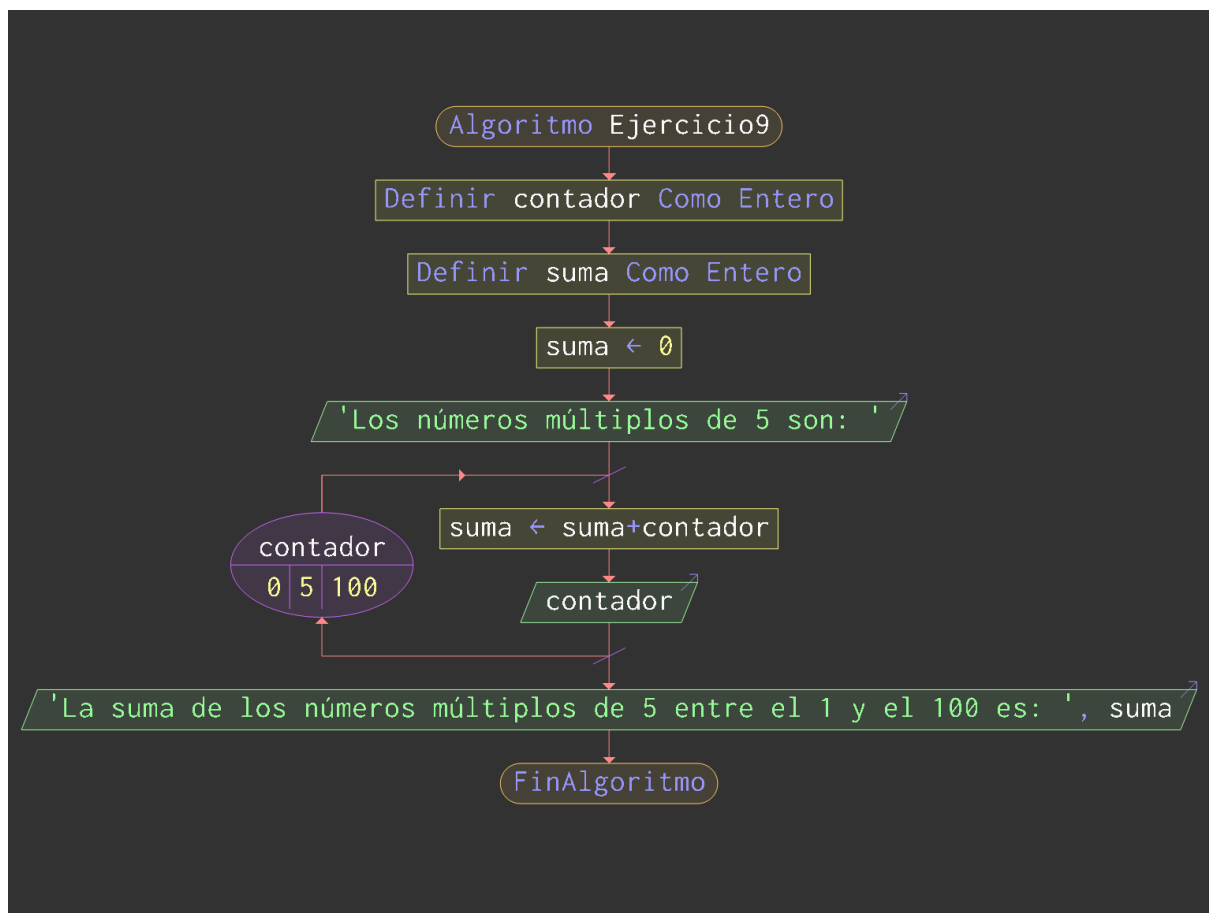 Algoritmo Ejercicio9
Definir contador Como Entero
Definir suma Como Entero
suma ← 0
'Los números múltiplos de 5 son: '
suma ← suma+contador
contador
0 5 100
contador
'La suma de los números múltiplos de 5 entre el 1 y el 100 es: ', suma
FinAlgoritmo